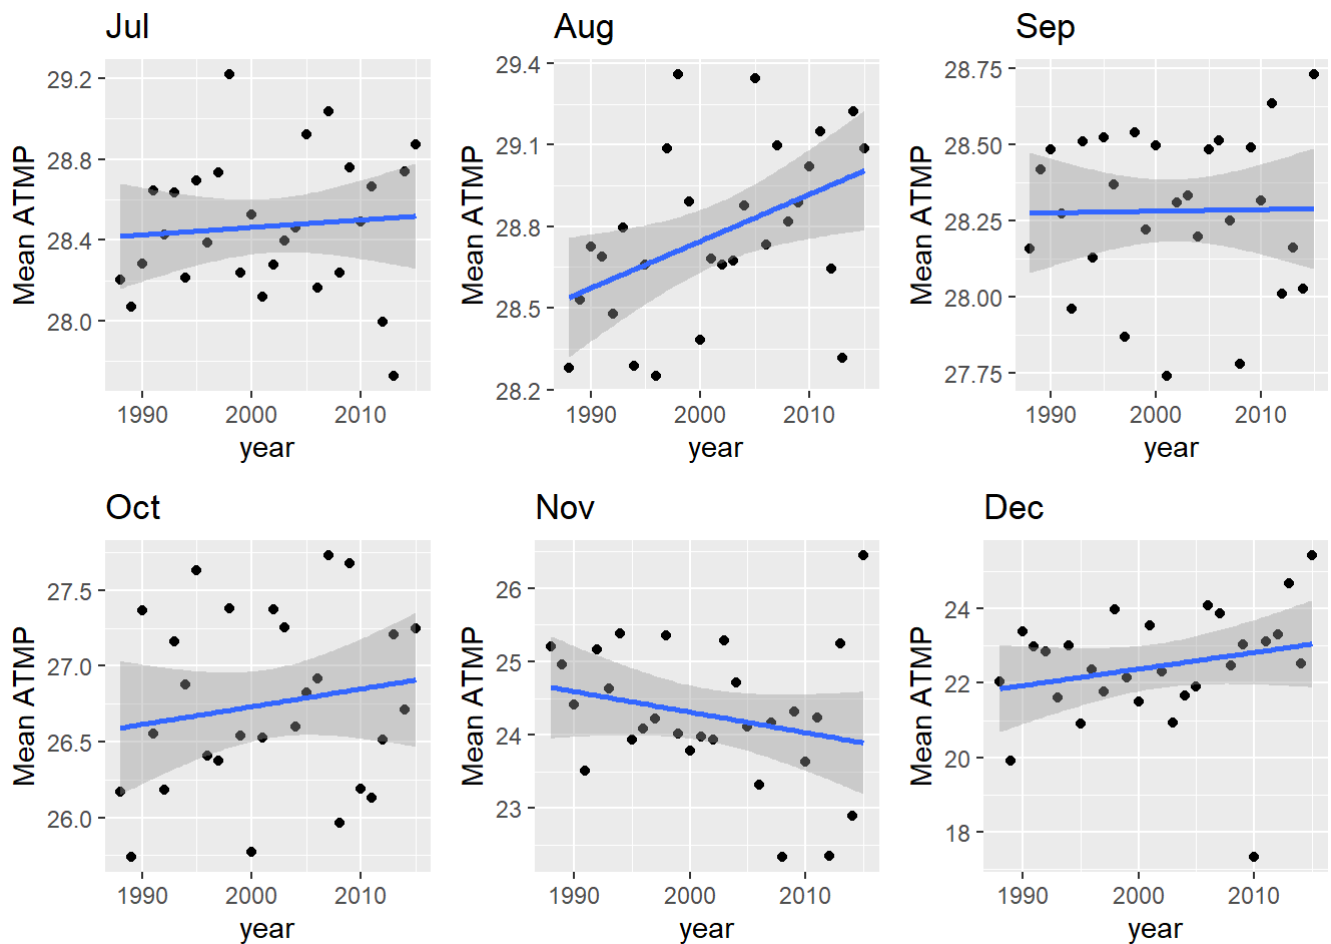 Jul
Mean ATMP
29.2
28.8
28.4
28.0
1990 2000 2010
year
Aug
Mean ATMP
29.4
29.1
28.8
28.5
28.2
1990 2000 2010
year
Sep
Mean ATMP
28.75
28.50
28.25
28.00
27.75
1990 2000 2010
year
Oct
Mean ATMP
27.5
27.0
26.5
26.0
1990 2000 2010
year
Nov
Mean ATMP
26
25
24
23
1990 2000 2010
year
Dec
Mean ATMP
24
22
20
18
1990 2000 2010
year